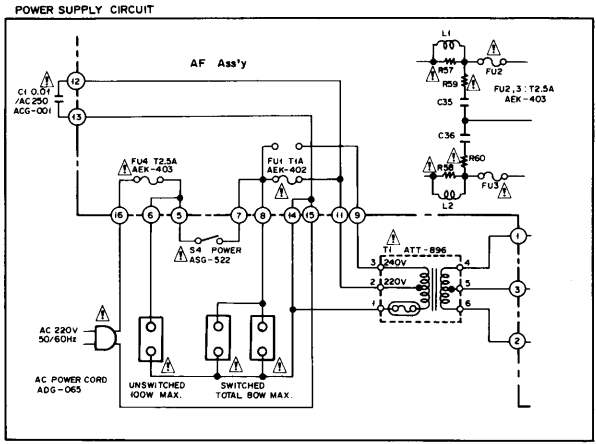 POWER SUPPLY CIRCUIT
AF Ass'y
L1
R57
FU2
R59
FU2,3 : T2.5A
AEK-403
C35
C36
R60
R58
FU3
L2
12
C1 0.01
/AC250
ACG-001
13
FU4 T2.5A
AEK-403
FU1 T1A
AEK-402
16
6
5
7
8
14
15
11
9
S4 POWER
ASG-522
1
T1 ATT-896
3 240V
4
2 220V
5
3
1
6
2
AC 220V
50/60Hz
AC POWER CORD
ADG-065
UNSWITCHED
100W MAX.
SWITCHED
TOTAL 80W MAX.